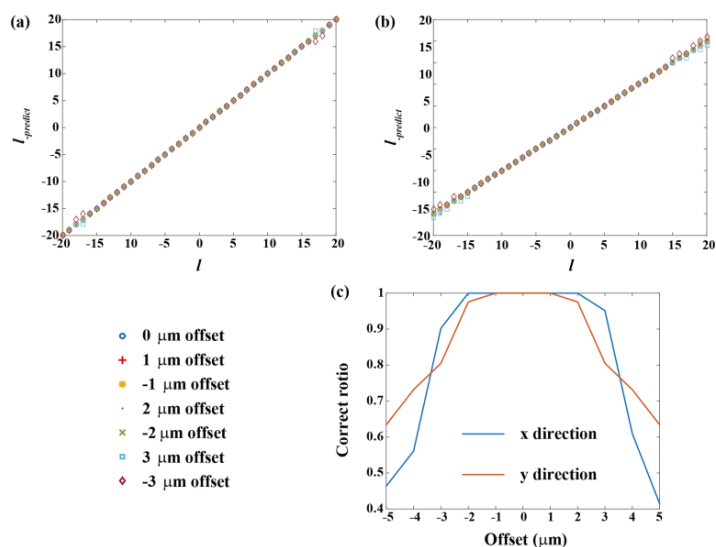 (a)
20
15
10
5
0
-5
-10
-15
-20
l-predict
-20 -15 -10 -5 0 5 10 15 20
l
(b)
20
15
10
5
0
-5
-10
-15
-20
l-predict
-20 -15 -10 -5 0 5 10 15 20
l
0 μm offset
1 μm offset
-1 μm offset
2 μm offset
-2 μm offset
3 μm offset
-3 μm offset
(c)
1
0.9
0.8
0.7
0.6
0.5
0.4
Correct rotio
x direction
y direction
-5 -4 -3 -2 -1 0 1 2 3 4 5
Offset (μm)